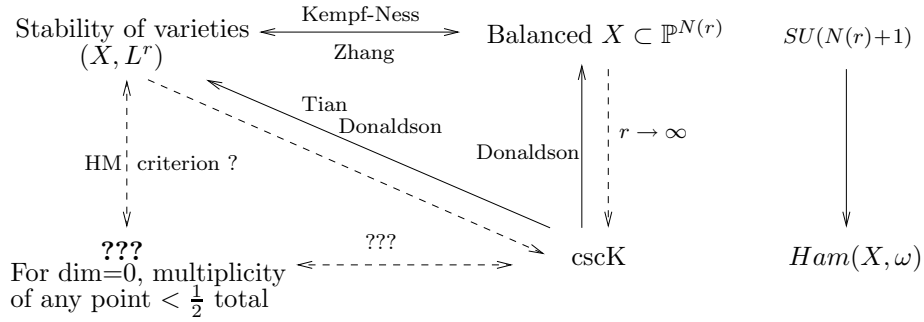 Kempf-Ness
Stability of varieties
(X, L^r)
Zhang
Balanced X ⊂ ℙ^{N(r)}
SU(N(r)+1)
Tian
Donaldson
Donaldson
r → ∞
HM criterion ?
???
For dim=0, multiplicity
of any point < 1/2 total
???
cscK
Ham(X, ω)